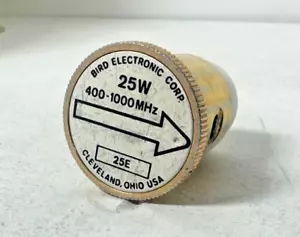 BIRD ELECTRONIC CORP.
25W
400-1000MHz
25E
CLEVELAND, OHIO USA